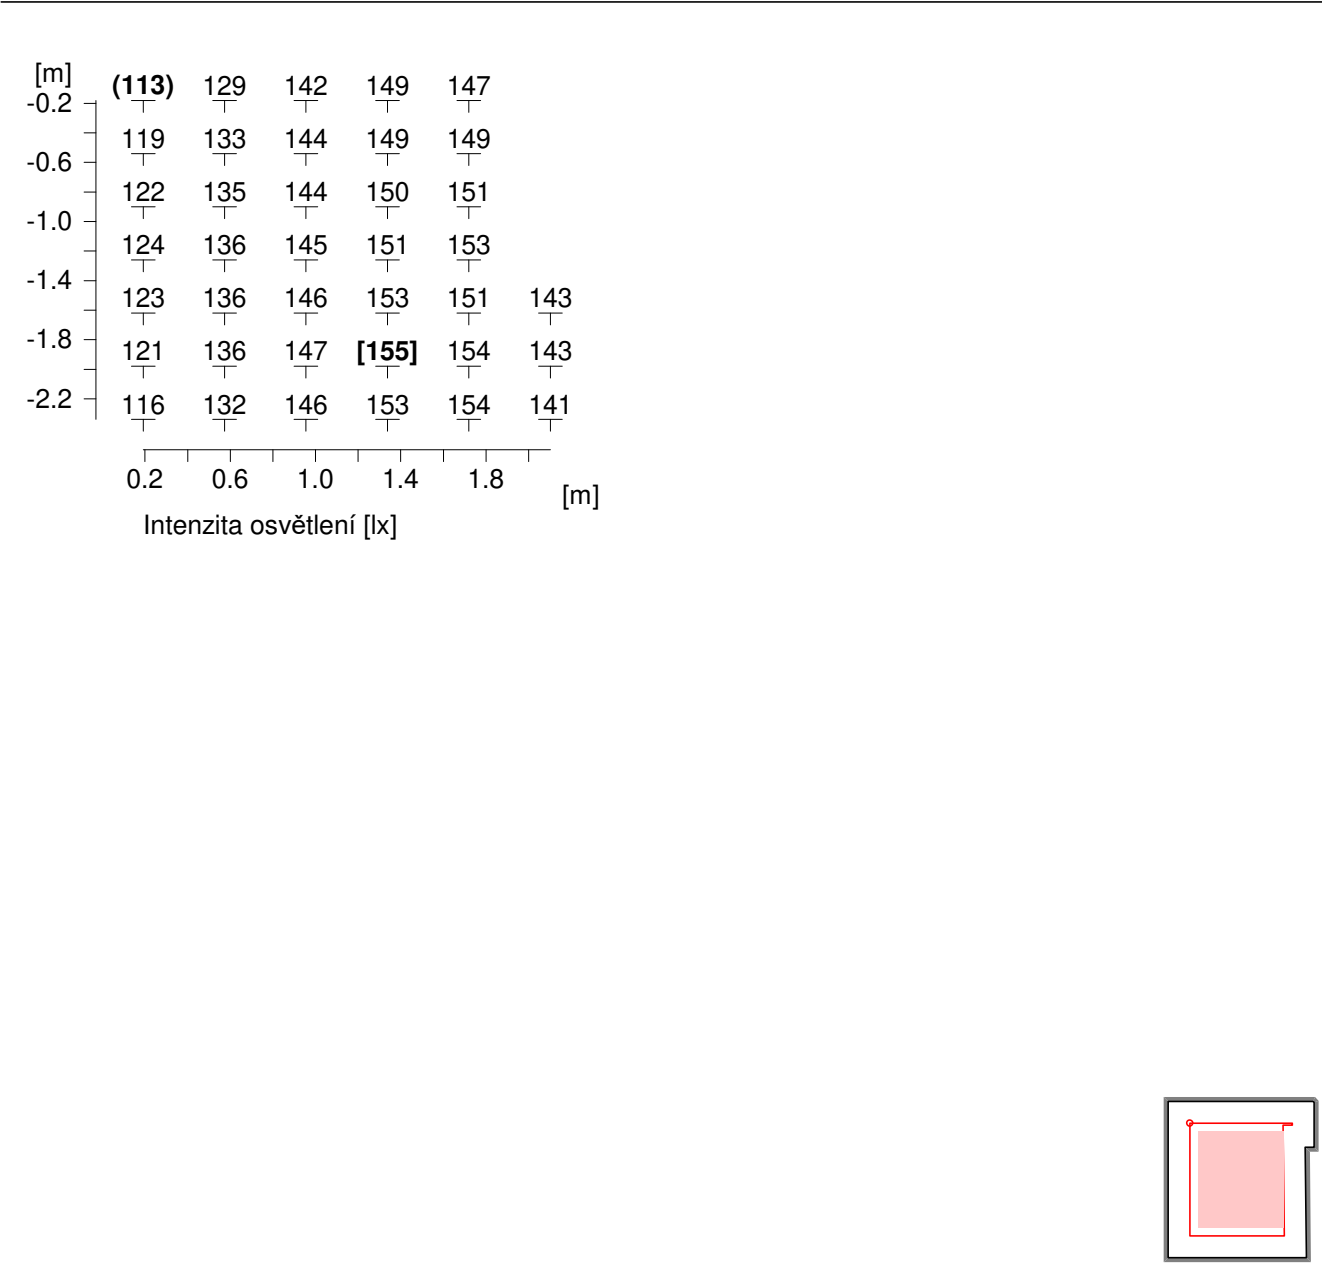 [m] (113) 129 142 149 147
-0.2
119 133 144 149 149
-0.6
122 135 144 150 151
-1.0
124 136 145 151 153
-1.4
123 136 146 153 151 143
-1.8
121 136 147 [155] 154 143
-2.2 116 132 146 153 154 141
0.2 0.6 1.0 1.4 1.8
[m]
Intenzita osvětlení [lx]